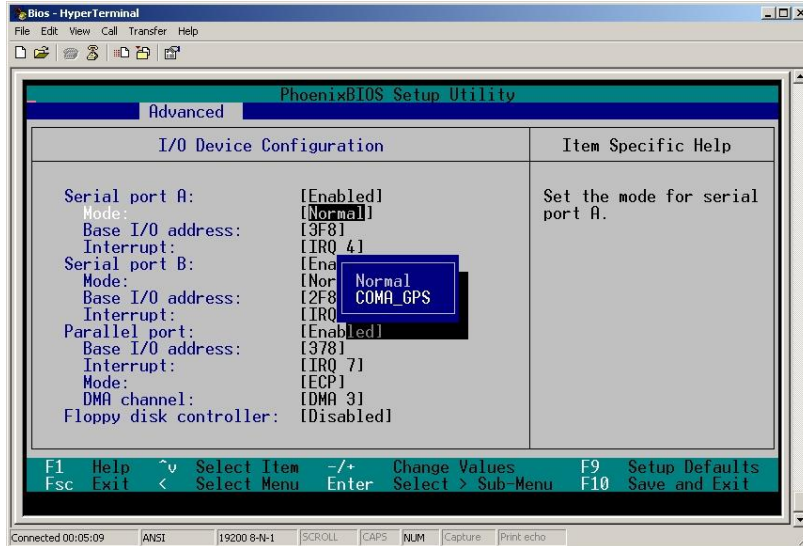 Bios - HyperTerminal
File Edit View Call Transfer Help
PhoenixBIOS Setup Utility
Advanced
I/O Device Configuration
Item Specific Help
Serial port A: [Enabled]
Mode: [Normal]
Base I/O address: [3F8]
Interrupt: [IRQ 4]
Serial port B: [Ena
Mode: [Nor
Base I/O address: [2F8
Interrupt: [IRQ
Parallel port: [Enabled]
Base I/O address: [378]
Interrupt: [IRQ 7]
Mode: [ECP]
DMA channel: [DMA 3]
Floppy disk controller: [Disabled]
Normal
COMA_GPS
Set the mode for serial
port A.
F1 Help ^v Select Item -/+ Change Values F9 Setup Defaults
Esc Exit < Select Menu Enter Select > Sub-Menu F10 Save and Exit
Connected 00:05:09 ANSI 19200 8-N-1 SCROLL CAPS NUM Capture Print echo